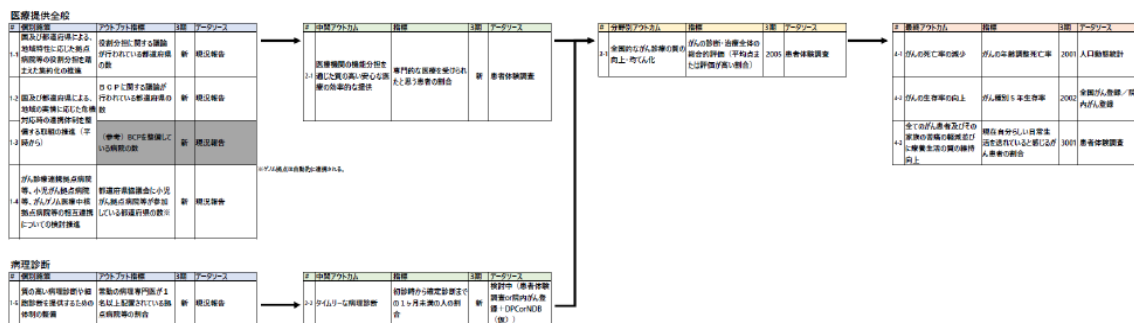 医療提供全般
# 個別施策 アウトプット指標 3期 データソース
1-1 国及び都道府県による、地域特性に応じた拠点病院等の役割分担を踏まえた集約化の推進 役割分担に関する議論が行われている都道府県の数 新 現況報告
1-2 国及び都道府県による、地域の実情に応じた危機対応時の連携体制を整備する取組の推進（平時から） BCPに関する議論が行われている都道府県の数 新 現況報告
1-3 （参考）BCPを整備している病院の数 新 現況報告
1-4 がん診療連携拠点病院等、小児がん拠点病院等、がんゲノム医療中核拠点病院等の相互連携についての検討推進 都道府県協議会に小児がん拠点病院等が参加している都道府県の数※ 新 現況報告
※ゲノム拠点は自動的に連携される。
# 中間アウトカム 指標 3期 データソース
2-1 医療機関の機能分担を通じた質の高い安心な医療の効率的な提供 専門的な医療を受けられたと思う患者の割合 新 患者体験調査
# 分野別アウトカム 指標 3期 データソース
3-1 全国的ながん診療の質の向上・均てん化 がんの診断・治療全体の総合的評価（平均点または評価が高い割合） 2005 患者体験調査
# 最終アウトカム 指標 3期 データソース
4-1 がんの死亡率の減少 がんの年齢調整死亡率 2001 人口動態統計
4-2 がんの生存率の向上 がん種別５年生存率 2002 全国がん登録／院内がん登録
4-3 全てのがん患者及びその家族の苦痛の軽減並びに療養生活の質の維持向上 現在自分らしい日常生活を送れていると感じるがん患者の割合 3001 患者体験調査
病理診断
# 個別施策 アウトプット指標 3期 データソース
1-5 質の高い病理診断や細胞診断を提供するための体制の整備 常勤の病理専門医が１名以上配置されている拠点病院等の割合 新 現況報告
# 中間アウトカム 指標 3期 データソース
2-2 タイムリーな病理診断 初診時から確定診断までの１ヶ月未満の人の割合 新 検討中（患者体験調査or院内がん登録＋DPCorNDB（仮））